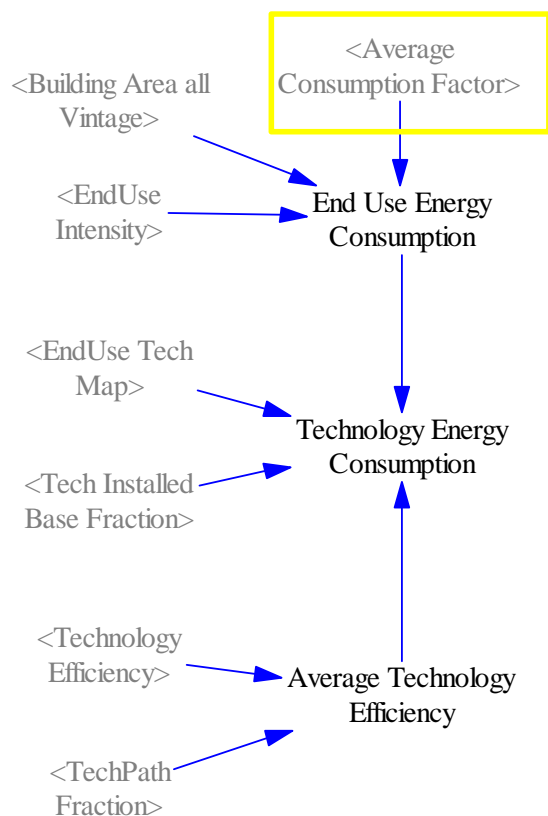 <Average
Consumption Factor>
<Building Area all
Vintage>
<EndUse
Intensity>
End Use Energy
Consumption
<EndUse Tech
Map>
Technology Energy
Consumption
<Tech Installed
Base Fraction>
<Technology
Efficiency>
Average Technology
Efficiency
<TechPath
Fraction>